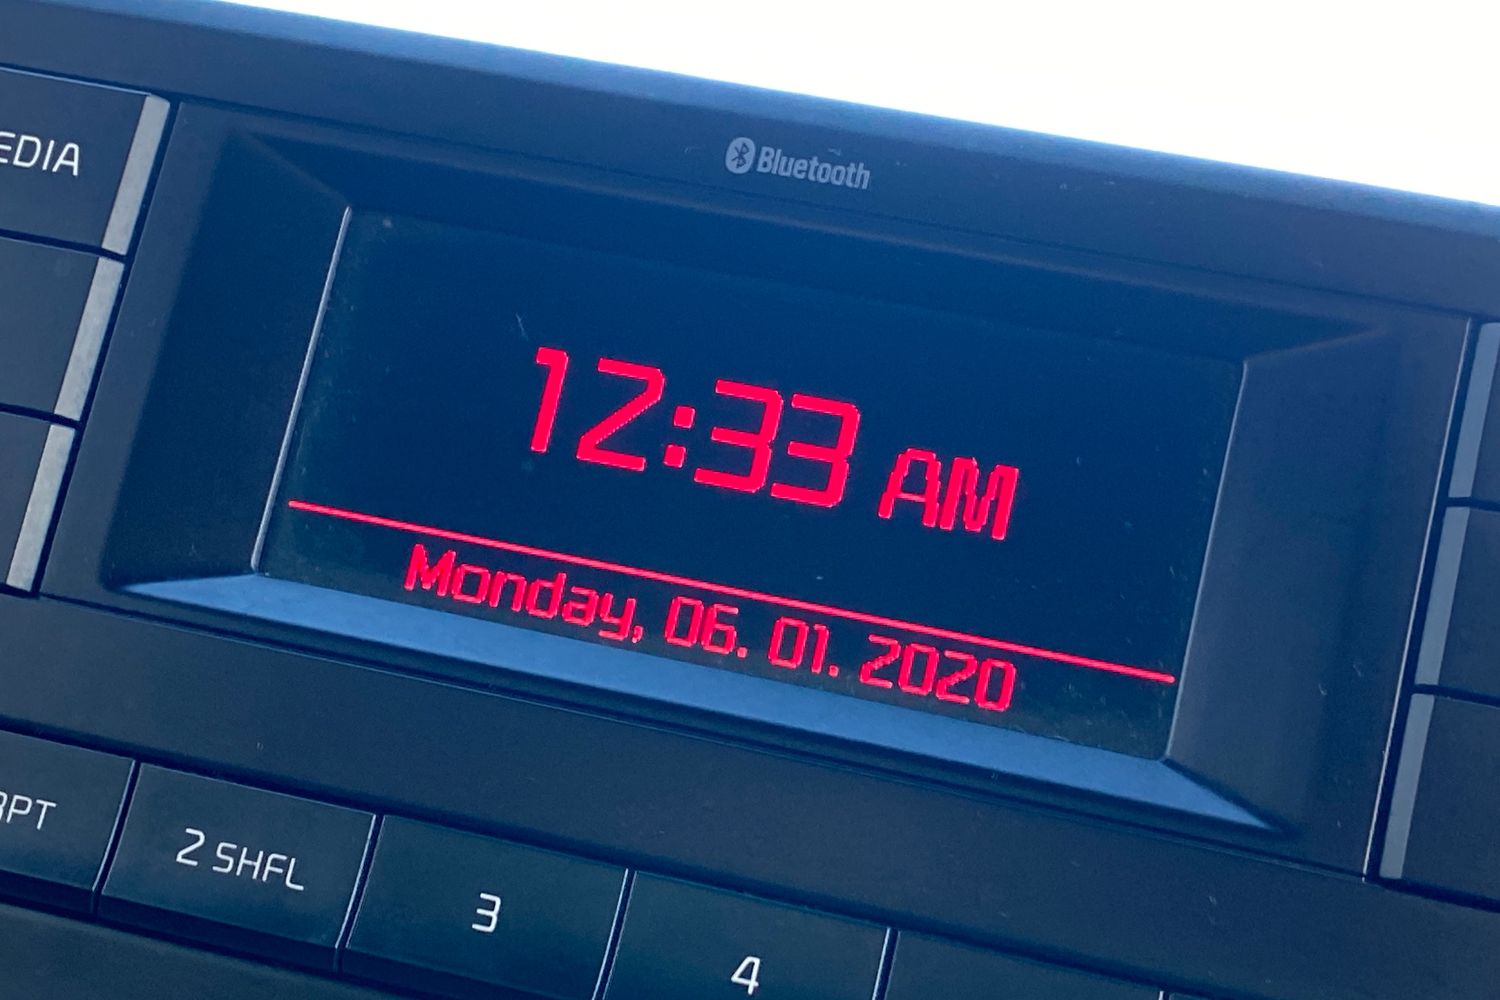 Bluetooth
EDIA
12:33 AM
Monday, 06. 01. 2020
RPT
2 SHFL
3
4